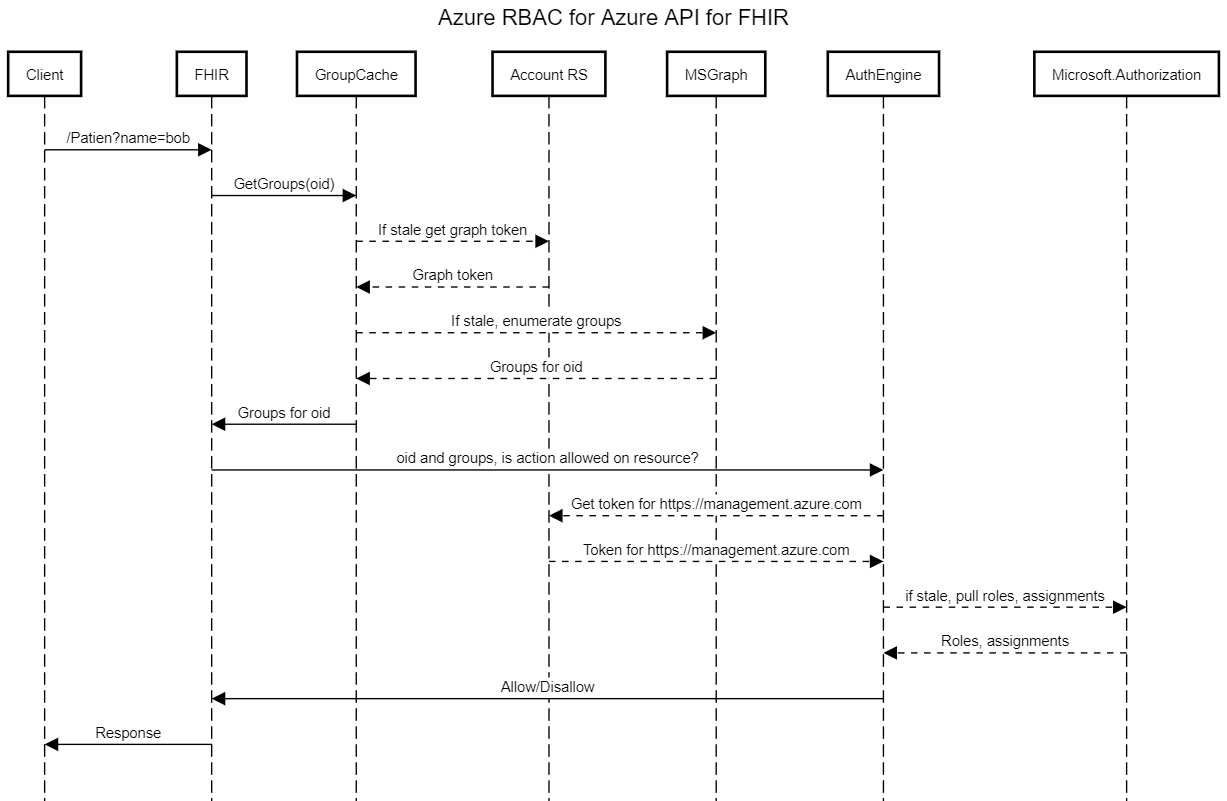 Azure RBAC for Azure API for FHIR
Client
FHIR
GroupCache
Account RS
MSGraph
AuthEngine
Microsoft.Authorization
/Patien?name=bob
GetGroups(oid)
If stale get graph token
Graph token
If stale, enumerate groups
Groups for oid
Groups for oid
oid and groups, is action allowed on resource?
Get token for https://management.azure.com
Token for https://management.azure.com
if stale, pull roles, assignments
Roles, assignments
Allow/Disallow
Response